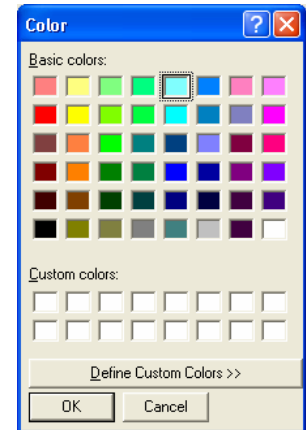 Color
Basic colors:
Custom colors:
Define Custom Colors >>
OK Cancel